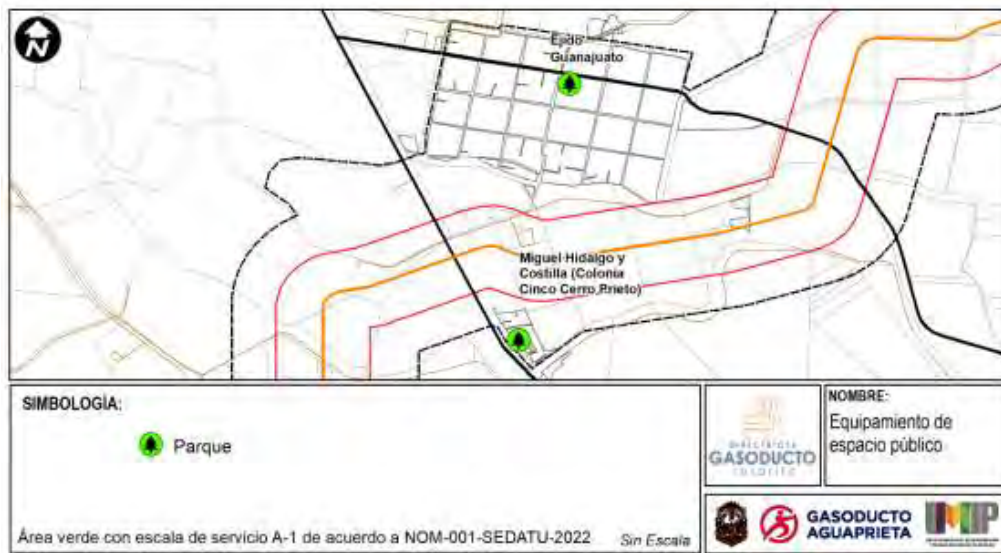 N
Ejido
Guanajuato
Miguel Hidalgo y
Costilla (Colonia
Cinco Cerro Prieto)
SIMBOLOGÍA:
Parque
Área verde con escala de servicio A-1 de acuerdo a NOM-001-SEDATU-2022
Sin Escala
GASODUCTO
NOMBRE:
Equipamiento de
espacio público
GASODUCTO
AGUAPRIETA
IMIP